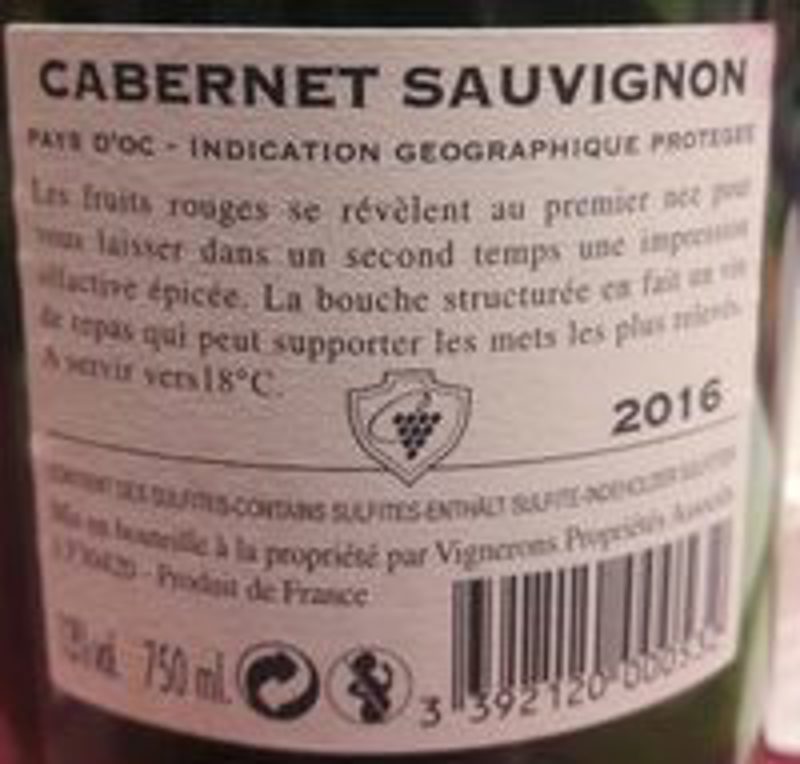 CABERNET SAUVIGNON
PAYS D'OC - INDICATION GEOGRAPHIQUE PROTEGEE
Les fruits rouges se révèlent au premier nez pour
vous laisser dans un second temps une impression
olfactive épicée. La bouche structurée en fait un vin
de repas qui peut supporter les mets les plus relevés.
A servir vers18°C.
2016
CONTIENT DES SULFITES-CONTAINS SULFITES-ENTHÄLT SULFITE-INDEHOLDER SULFITTER
Mis en bouteille à la propriété par Vignerons Propriétés Associés
- Produit de France
750 ml
3 392120